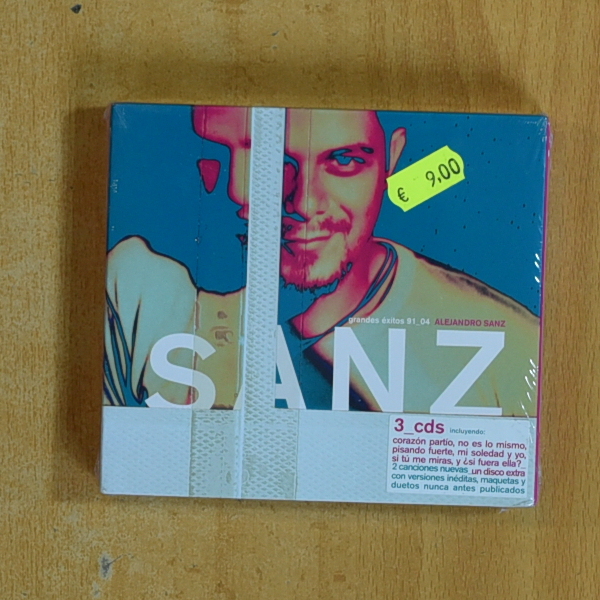 € 9,00
grandes éxitos 91_04 ALEJANDRO SANZ
SANZ
3_cds incluyendo:
corazón partío, no es lo mismo,
pisando fuerte, mi soledad y yo,
si tú me miras, y ¿si fuera ella?_
2 canciones nuevas_un disco extra
con versiones inéditas, maquetas y
duetos nunca antes publicados